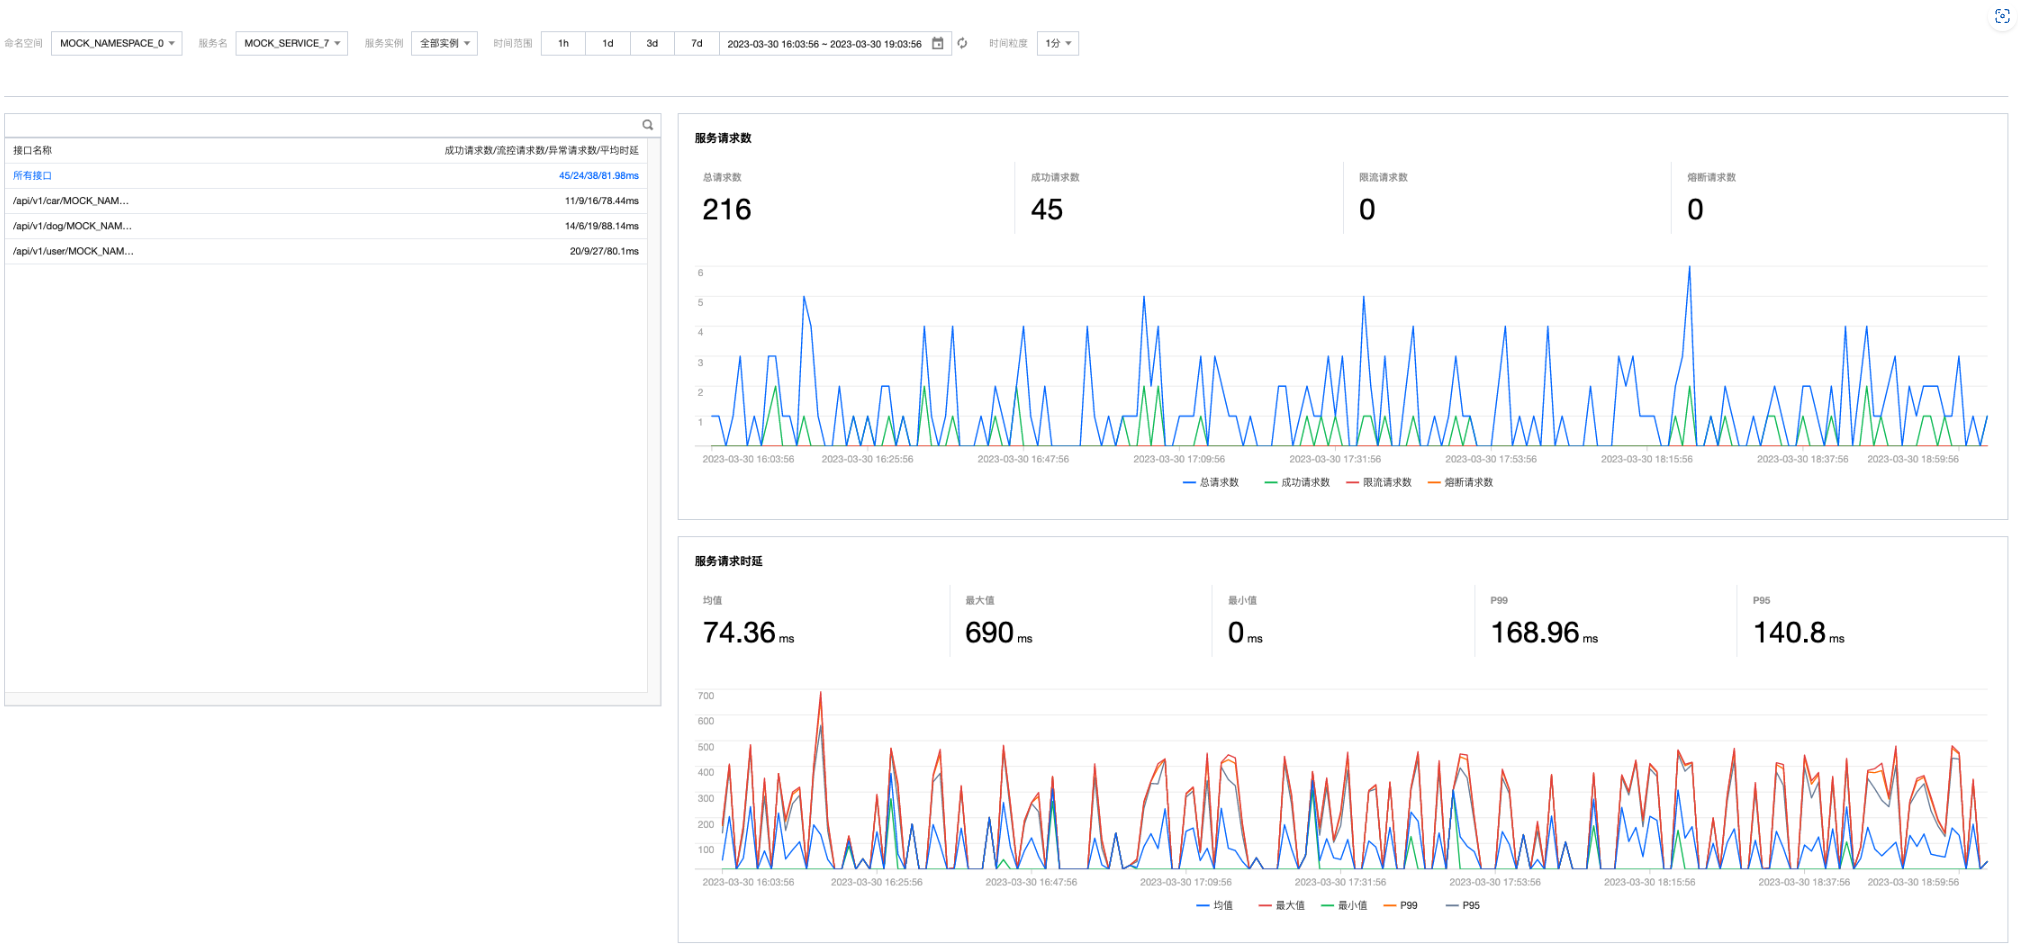 命名空间 MOCK_NAMESPACE_0 服务名 MOCK_SERVICE_7 服务实例 全部实例 时间范围 1h 1d 3d 7d 2023-03-30 16:03:56 ~ 2023-03-30 19:03:56 时间粒度 1分
接口名称 成功请求数/流控请求数/异常请求数/平均时延
所有接口 45/24/38/81.98ms
/api/v1/car/MOCK_NAM... 11/9/16/78.44ms
/api/v1/dog/MOCK_NAM... 14/6/19/88.14ms
/api/v1/user/MOCK_NAM... 20/9/27/80.1ms
服务请求数
总请求数 成功请求数 限流请求数 熔断请求数
216 45 0 0
6
5
4
3
2
1
2023-03-30 16:03:56 2023-03-30 16:25:56 2023-03-30 16:47:56 2023-03-30 17:09:56 2023-03-30 17:31:56 2023-03-30 17:53:56 2023-03-30 18:15:56 2023-03-30 18:37:56 2023-03-30 18:59:56
总请求数 成功请求数 限流请求数 熔断请求数
服务请求时延
均值 最大值 最小值 P99 P95
74.36 ms 690 ms 0 ms 168.96 ms 140.8 ms
700
600
500
400
300
200
100
2023-03-30 16:03:56 2023-03-30 16:25:56 2023-03-30 16:47:56 2023-03-30 17:09:56 2023-03-30 17:31:56 2023-03-30 17:53:56 2023-03-30 18:15:56 2023-03-30 18:37:56 2023-03-30 18:59:56
均值 最大值 最小值 P99 P95